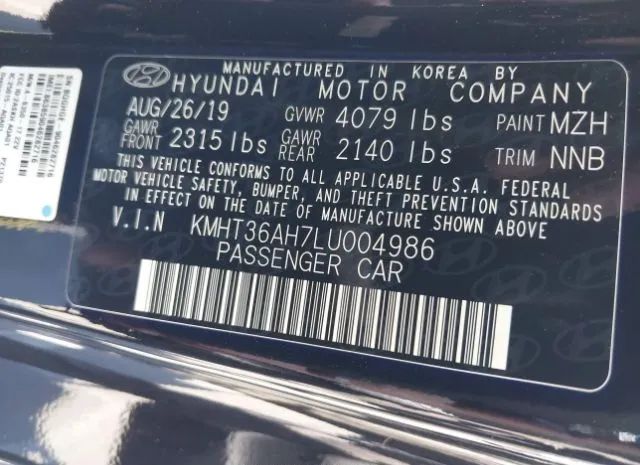 MANUFACTURED IN KOREA BY
HYUNDAI MOTOR COMPANY
AUG/26/19 GVWR 4079 lbs PAINT MZH
GAWR FRONT 2315 lbs GAWR REAR 2140 lbs TRIM NNB
THIS VEHICLE CONFORMS TO ALL APPLICABLE U.S.A. FEDERAL
MOTOR VEHICLE SAFETY, BUMPER, AND THEFT PREVENTION STANDARDS
IN EFFECT ON THE DATE OF MANUFACTURE SHOWN ABOVE
V.I.N KMHT36AH7LU004986
PASSENGER CAR